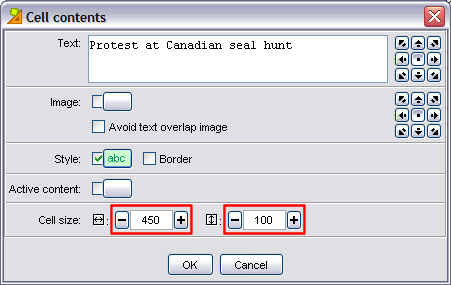 Cell contents
Text: Protest at Canadian seal hunt
Image:
Avoid text overlap image
Style: abc Border
Active content:
Cell size: : 450 : 100
OK Cancel